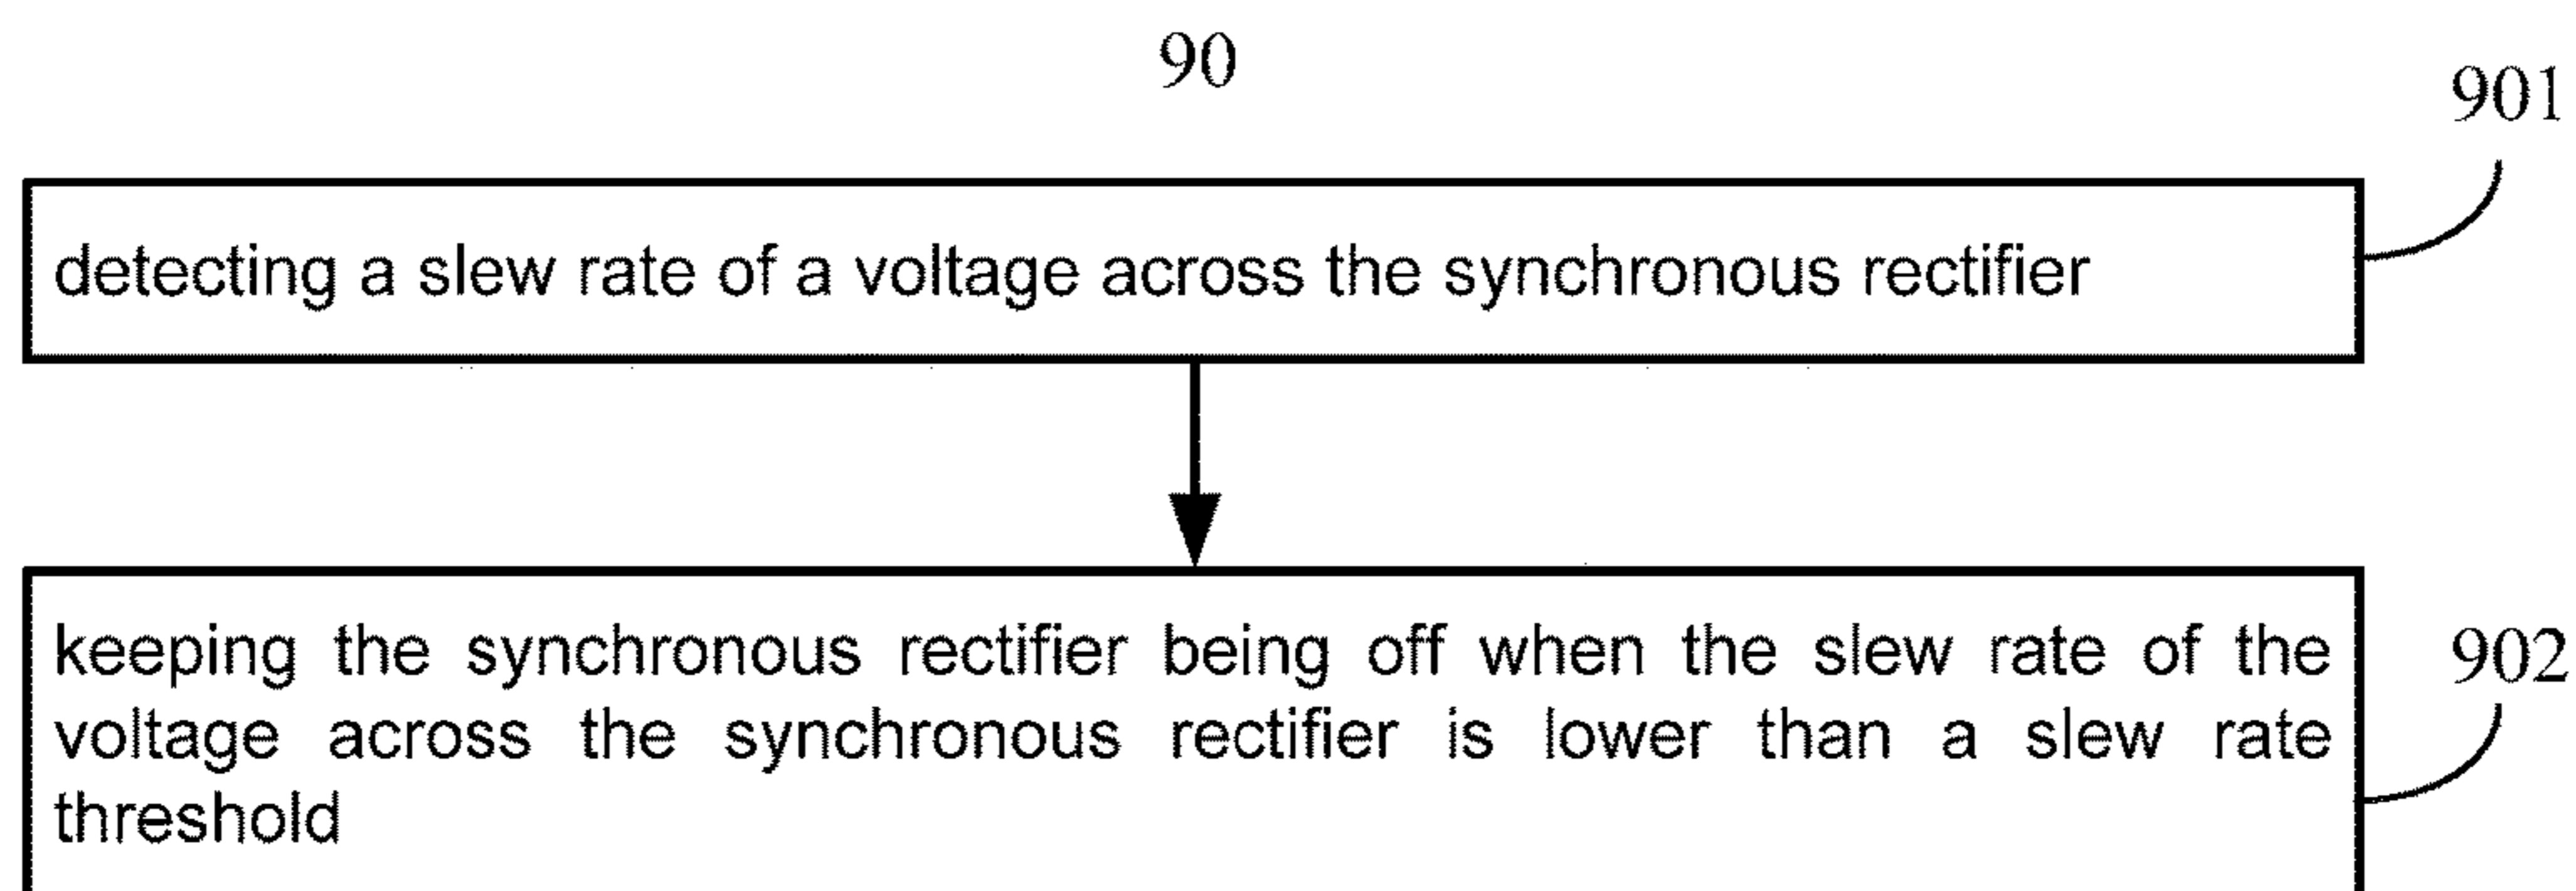 90
901
detecting a slew rate of a voltage across the synchronous rectifier
keeping the synchronous rectifier being off when the slew rate of the
902
voltage across the synchronous rectifier is lower than a slew rate
threshold